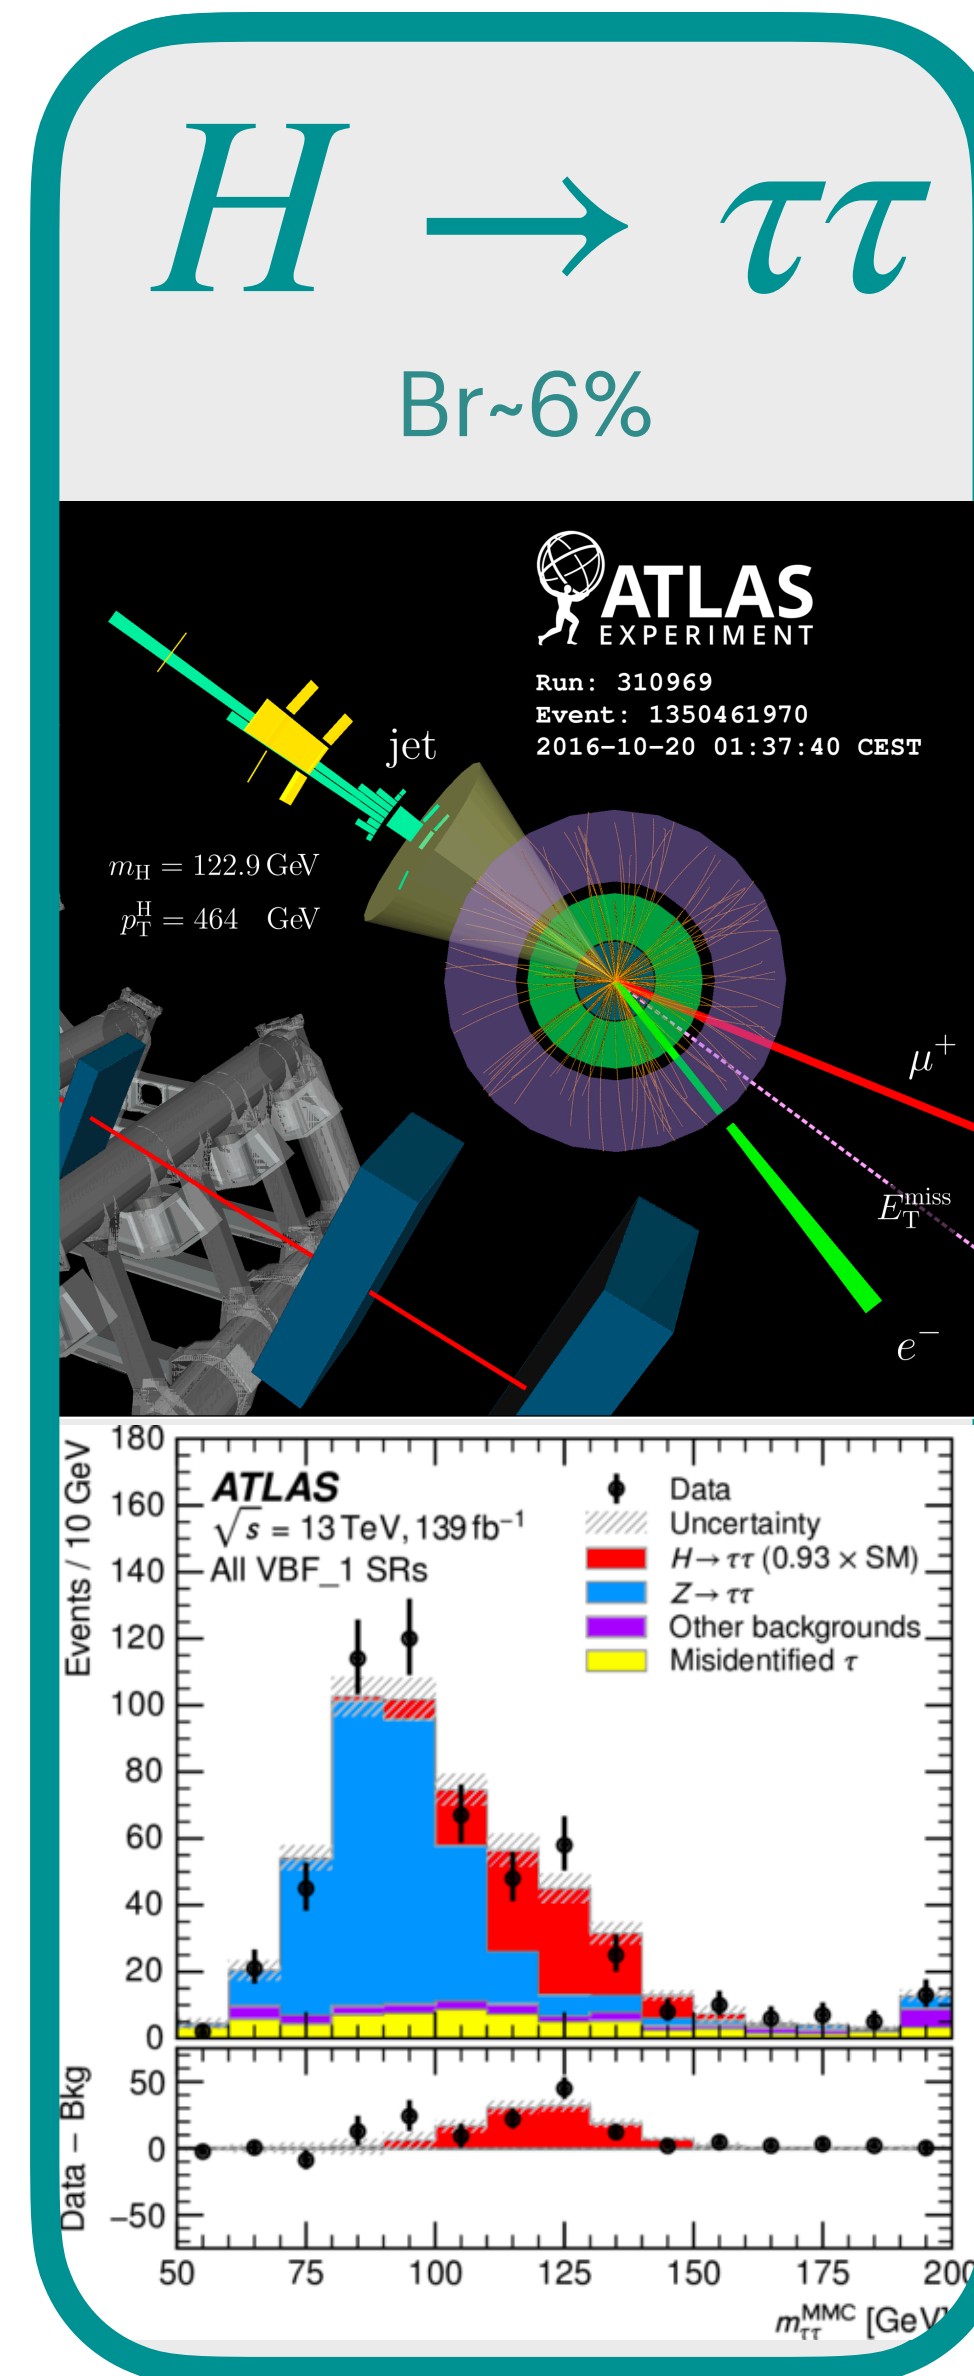 H → ττ
Br~6%
ATLAS
EXPERIMENT
Run: 310969
Event: 1350461970
2016-10-20 01:37:40 CEST
jet
m_H = 122.9 GeV
p_T^H = 464 GeV
μ⁺
E_T^miss
e⁻
Events / 10 GeV
180
160
140
120
100
80
60
40
20
0
ATLAS
√s = 13 TeV, 139 fb⁻¹
All VBF_1 SRs
Data
Uncertainty
H→ττ (0.93 × SM)
Z→ττ
Other backgrounds
Misidentified τ
Data − Bkg
50
0
−50
50 75 100 125 150 175 200
m_ττ^MMC [GeV]